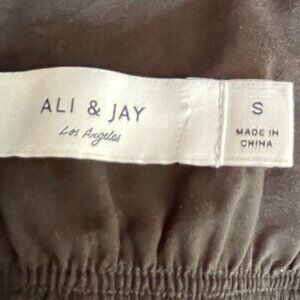 ALI & JAY
Los Angeles
S
MADE IN
CHINA